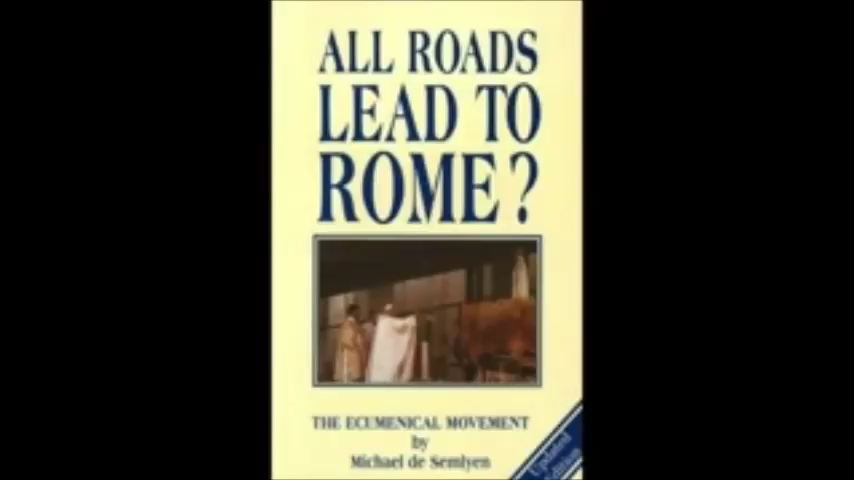 ALL ROADS
LEAD TO
ROME?
THE ECUMENICAL MOVEMENT
by
Michael de Semlyen
Updated
Edition